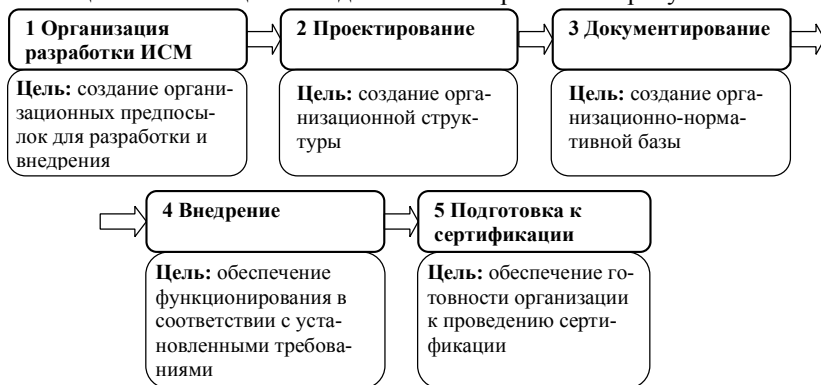 1 Организация
разработки ИСМ
Цель: создание органи-
зационных предпосы-
лок для разработки и
внедрения
2 Проектирование
Цель: создание орга-
низационной струк-
туры
3 Документирование
Цель: создание орга-
низационно-норма-
тивной базы
4 Внедрение
Цель: обеспечение
функционирования в
соответствии с уста-
новленными требова-
ниями
5 Подготовка к
сертификации
Цель: обеспечение го-
товности организации
к проведению серти-
фикации